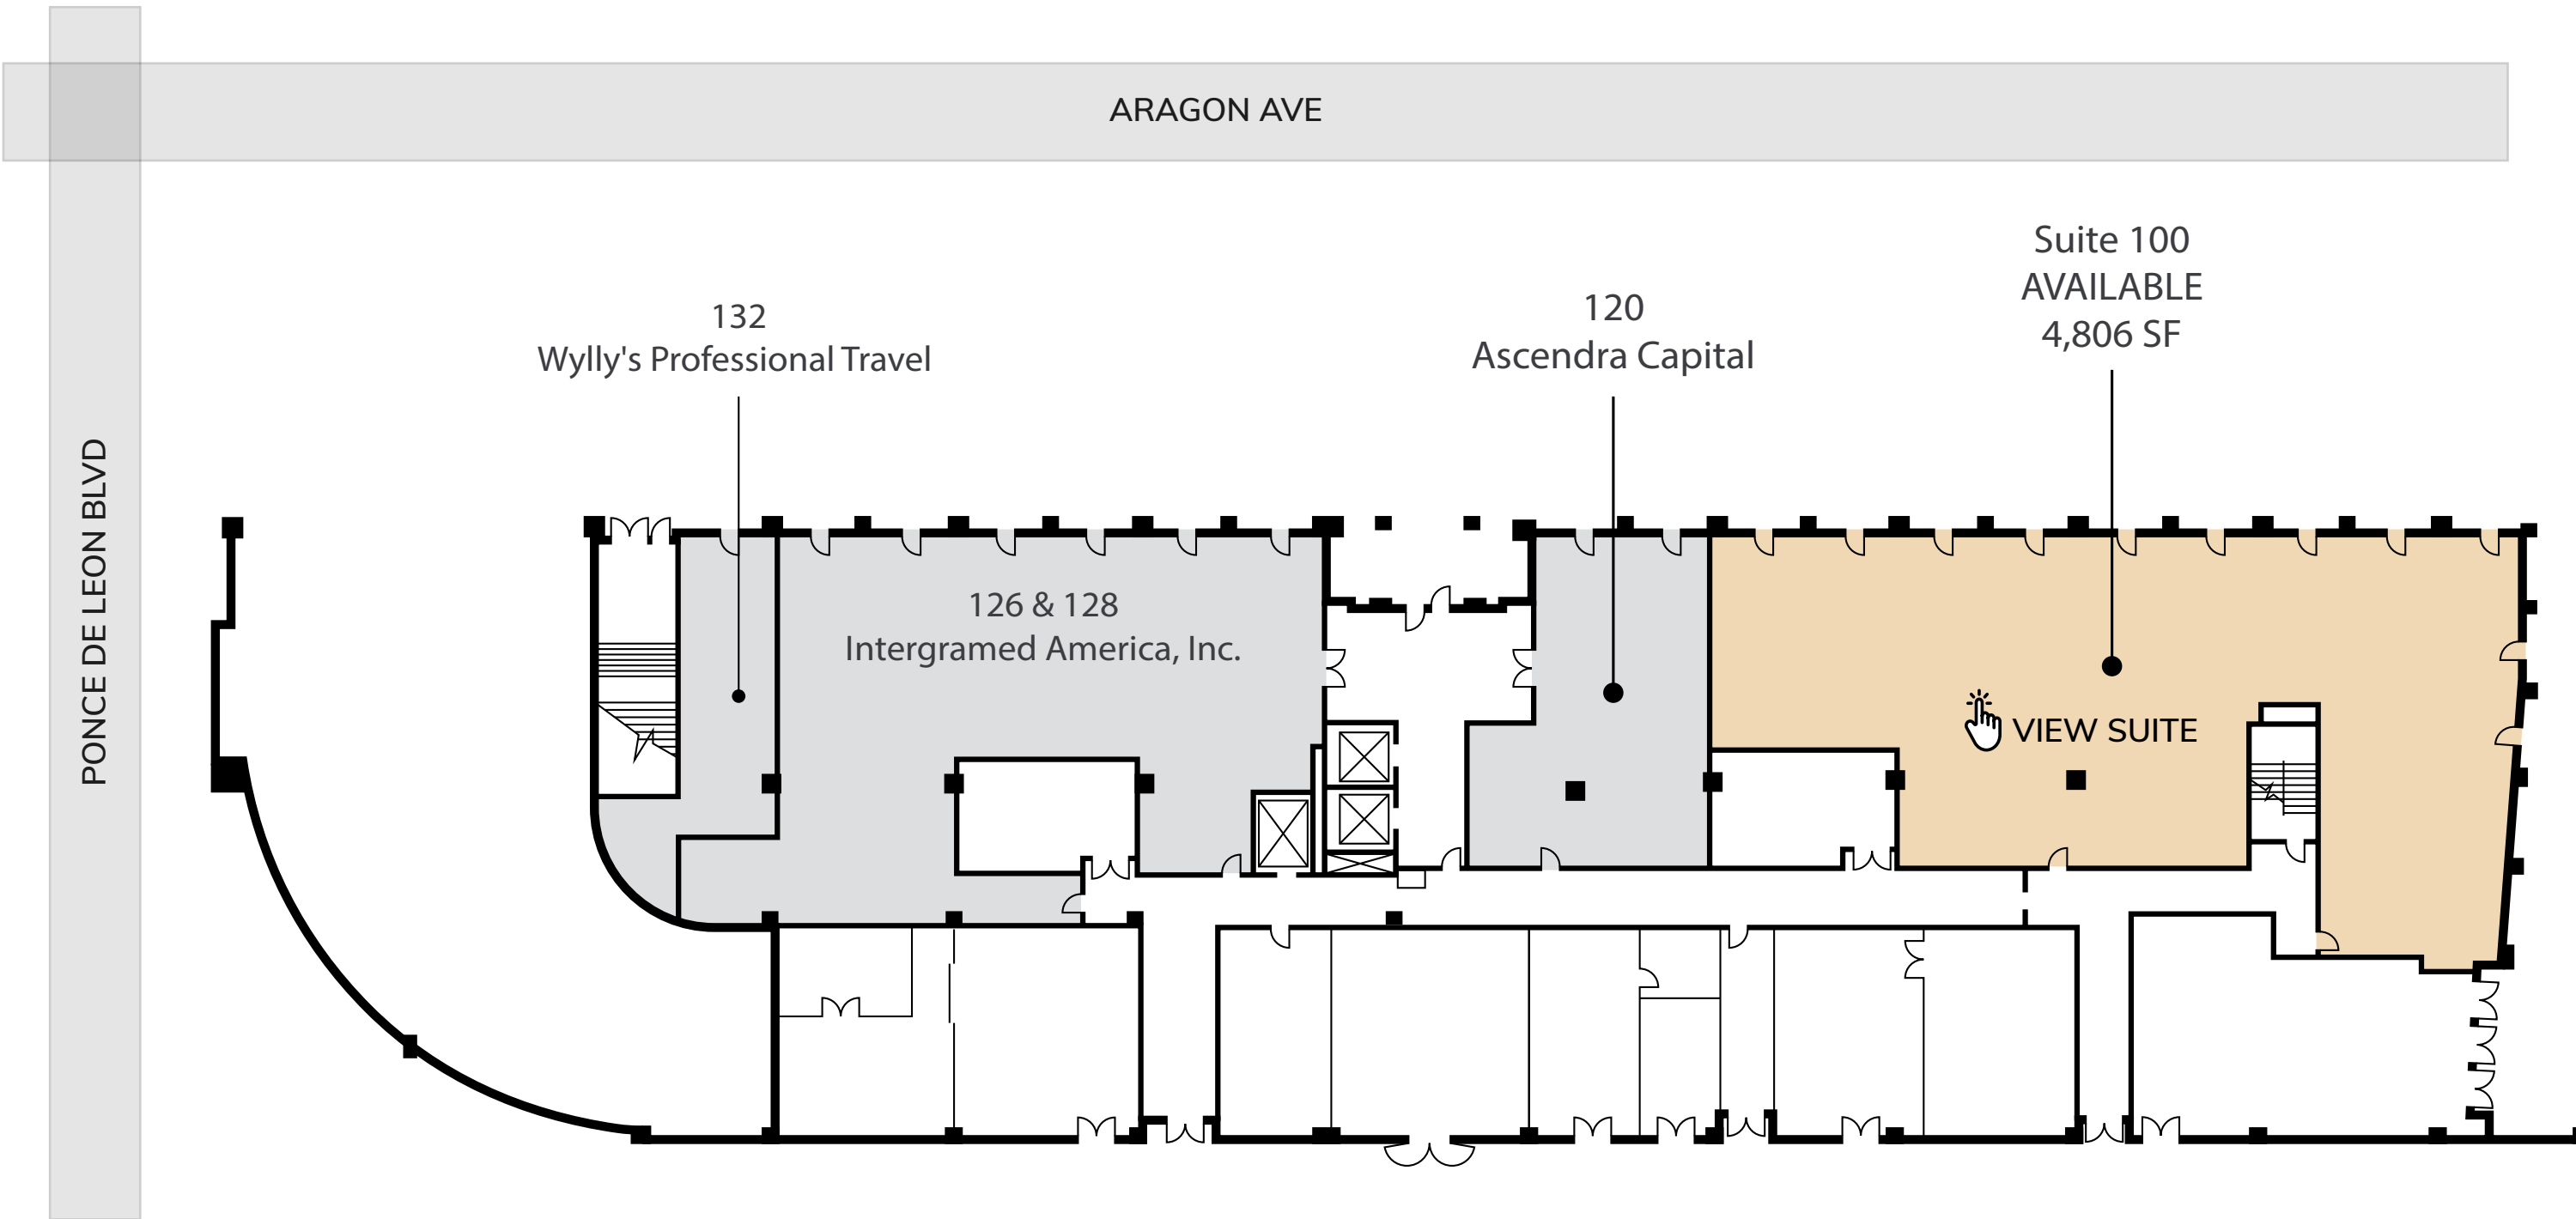 ARAGON AVE
PONCE DE LEON BLVD
132
Wylly's Professional Travel
126 & 128
Intergramed America, Inc.
120
Ascendra Capital
Suite 100
AVAILABLE
4,806 SF
VIEW SUITE